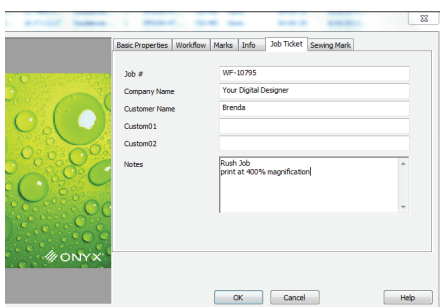 Basic Properties Workflow Marks Info Job Ticket Sewing Mark
Job # WF-10795
Company Name Your Digital Designer
Customer Name Brenda
Custom01
Custom02
Notes Rush Job
print at 400% magnification
ONYX
OK Cancel Help